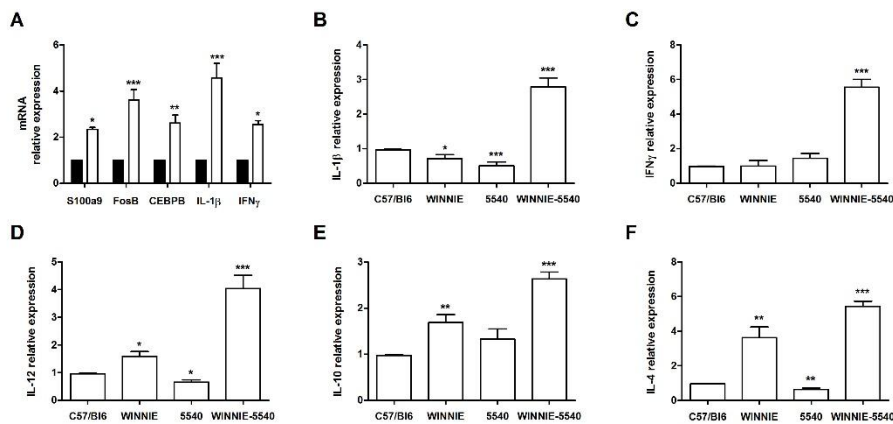 A
mRNA
relative expression
6
4
2
0
*
***
**
***
*
S100a9 FosB CEBPB IL-1β IFNγ
B
IL-1β relative expression
4
3
2
1
0
*
***
***
C57/Bl6 WINNIE 5540 WINNIE-5540
C
IFNγ relative expression
8
6
4
2
0
***
C57/Bl6 WINNIE 5540 WINNIE-5540
D
IL-12 relative expression
5
4
3
2
1
0
*
*
***
C57/Bl6 WINNIE 5540 WINNIE-5540
E
IL-10 relative expression
3
2
1
0
**
***
C57/Bl6 WINNIE 5540 WINNIE-5540
F
IL-4 relative expression
8
6
4
2
0
**
**
***
C57/Bl6 WINNIE 5540 WINNIE-5540